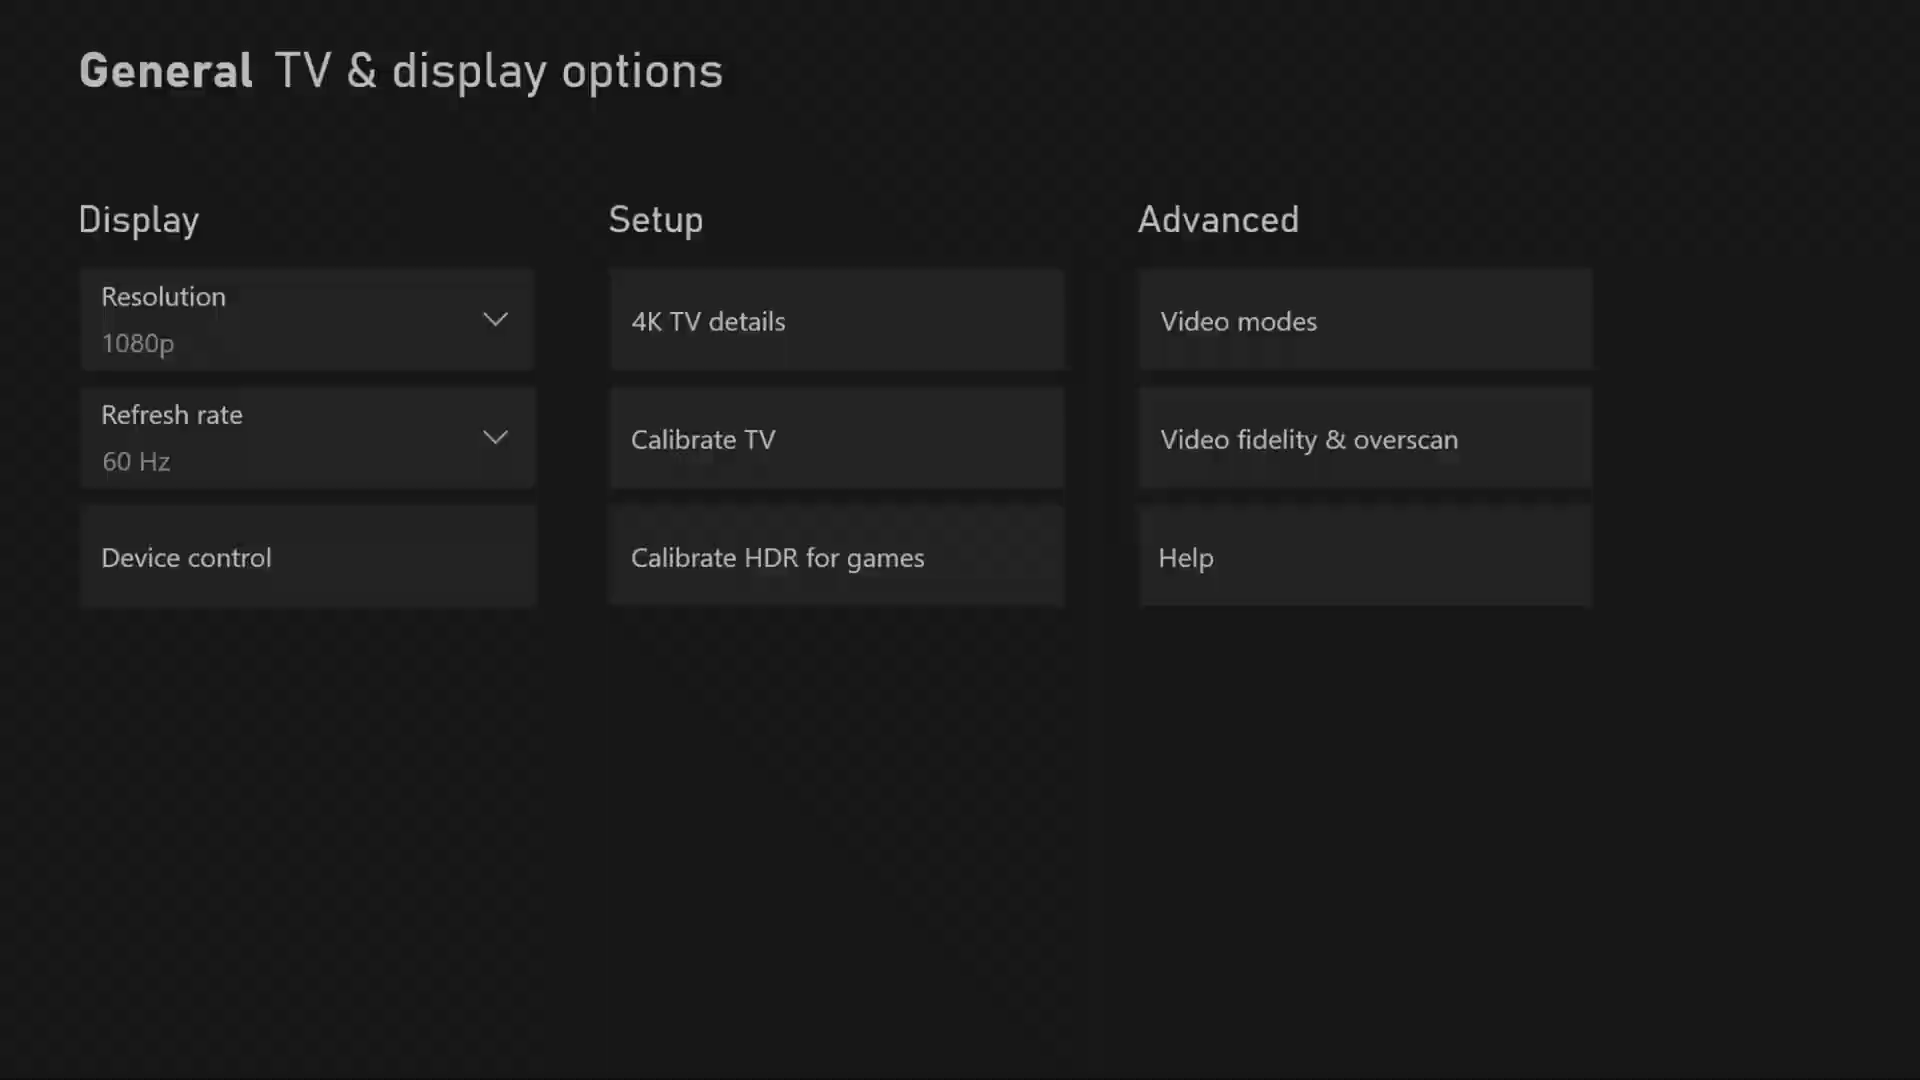 General TV & display options
Display
Resolution
1080p
Refresh rate
60 Hz
Device control
Setup
4K TV details
Calibrate TV
Calibrate HDR for games
Advanced
Video modes
Video fidelity & overscan
Help